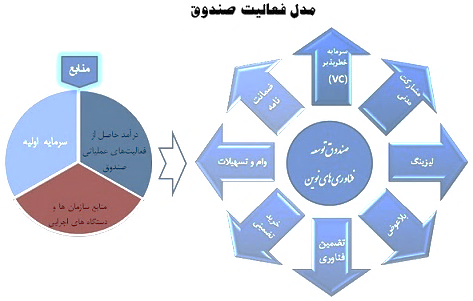 مدل فعالیت صندوق
منابع
سرمایه اولیه
درآمد حاصل از
فعالیت‌های عملیاتی
صندوق
منابع سازمان ها و
دستگاه های اجرایی
صندوق توسعه
فناوری‌های نوین
سرمایه
خطرپذیر
(VC)
مشارکت
مدنی
لیزینگ
بلاعوض
تضمین
فناوری
خرید
تضمینی
وام و تسهیلات
ضمانت
نامه